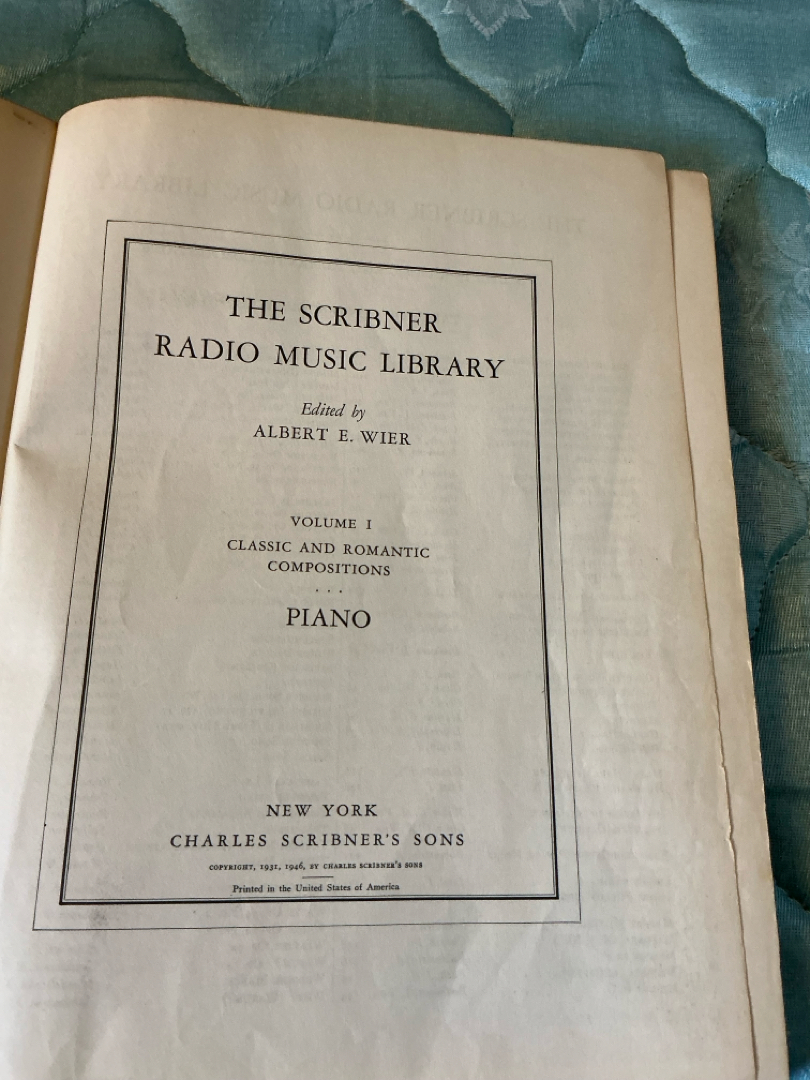 THE SCRIBNER
RADIO MUSIC LIBRARY
Edited by
ALBERT E. WIER
VOLUME I
CLASSIC AND ROMANTIC
COMPOSITIONS
...
PIANO
NEW YORK
CHARLES SCRIBNER'S SONS
COPYRIGHT, 1931, 1946, BY CHARLES SCRIBNER'S SONS
Printed in the United States of America